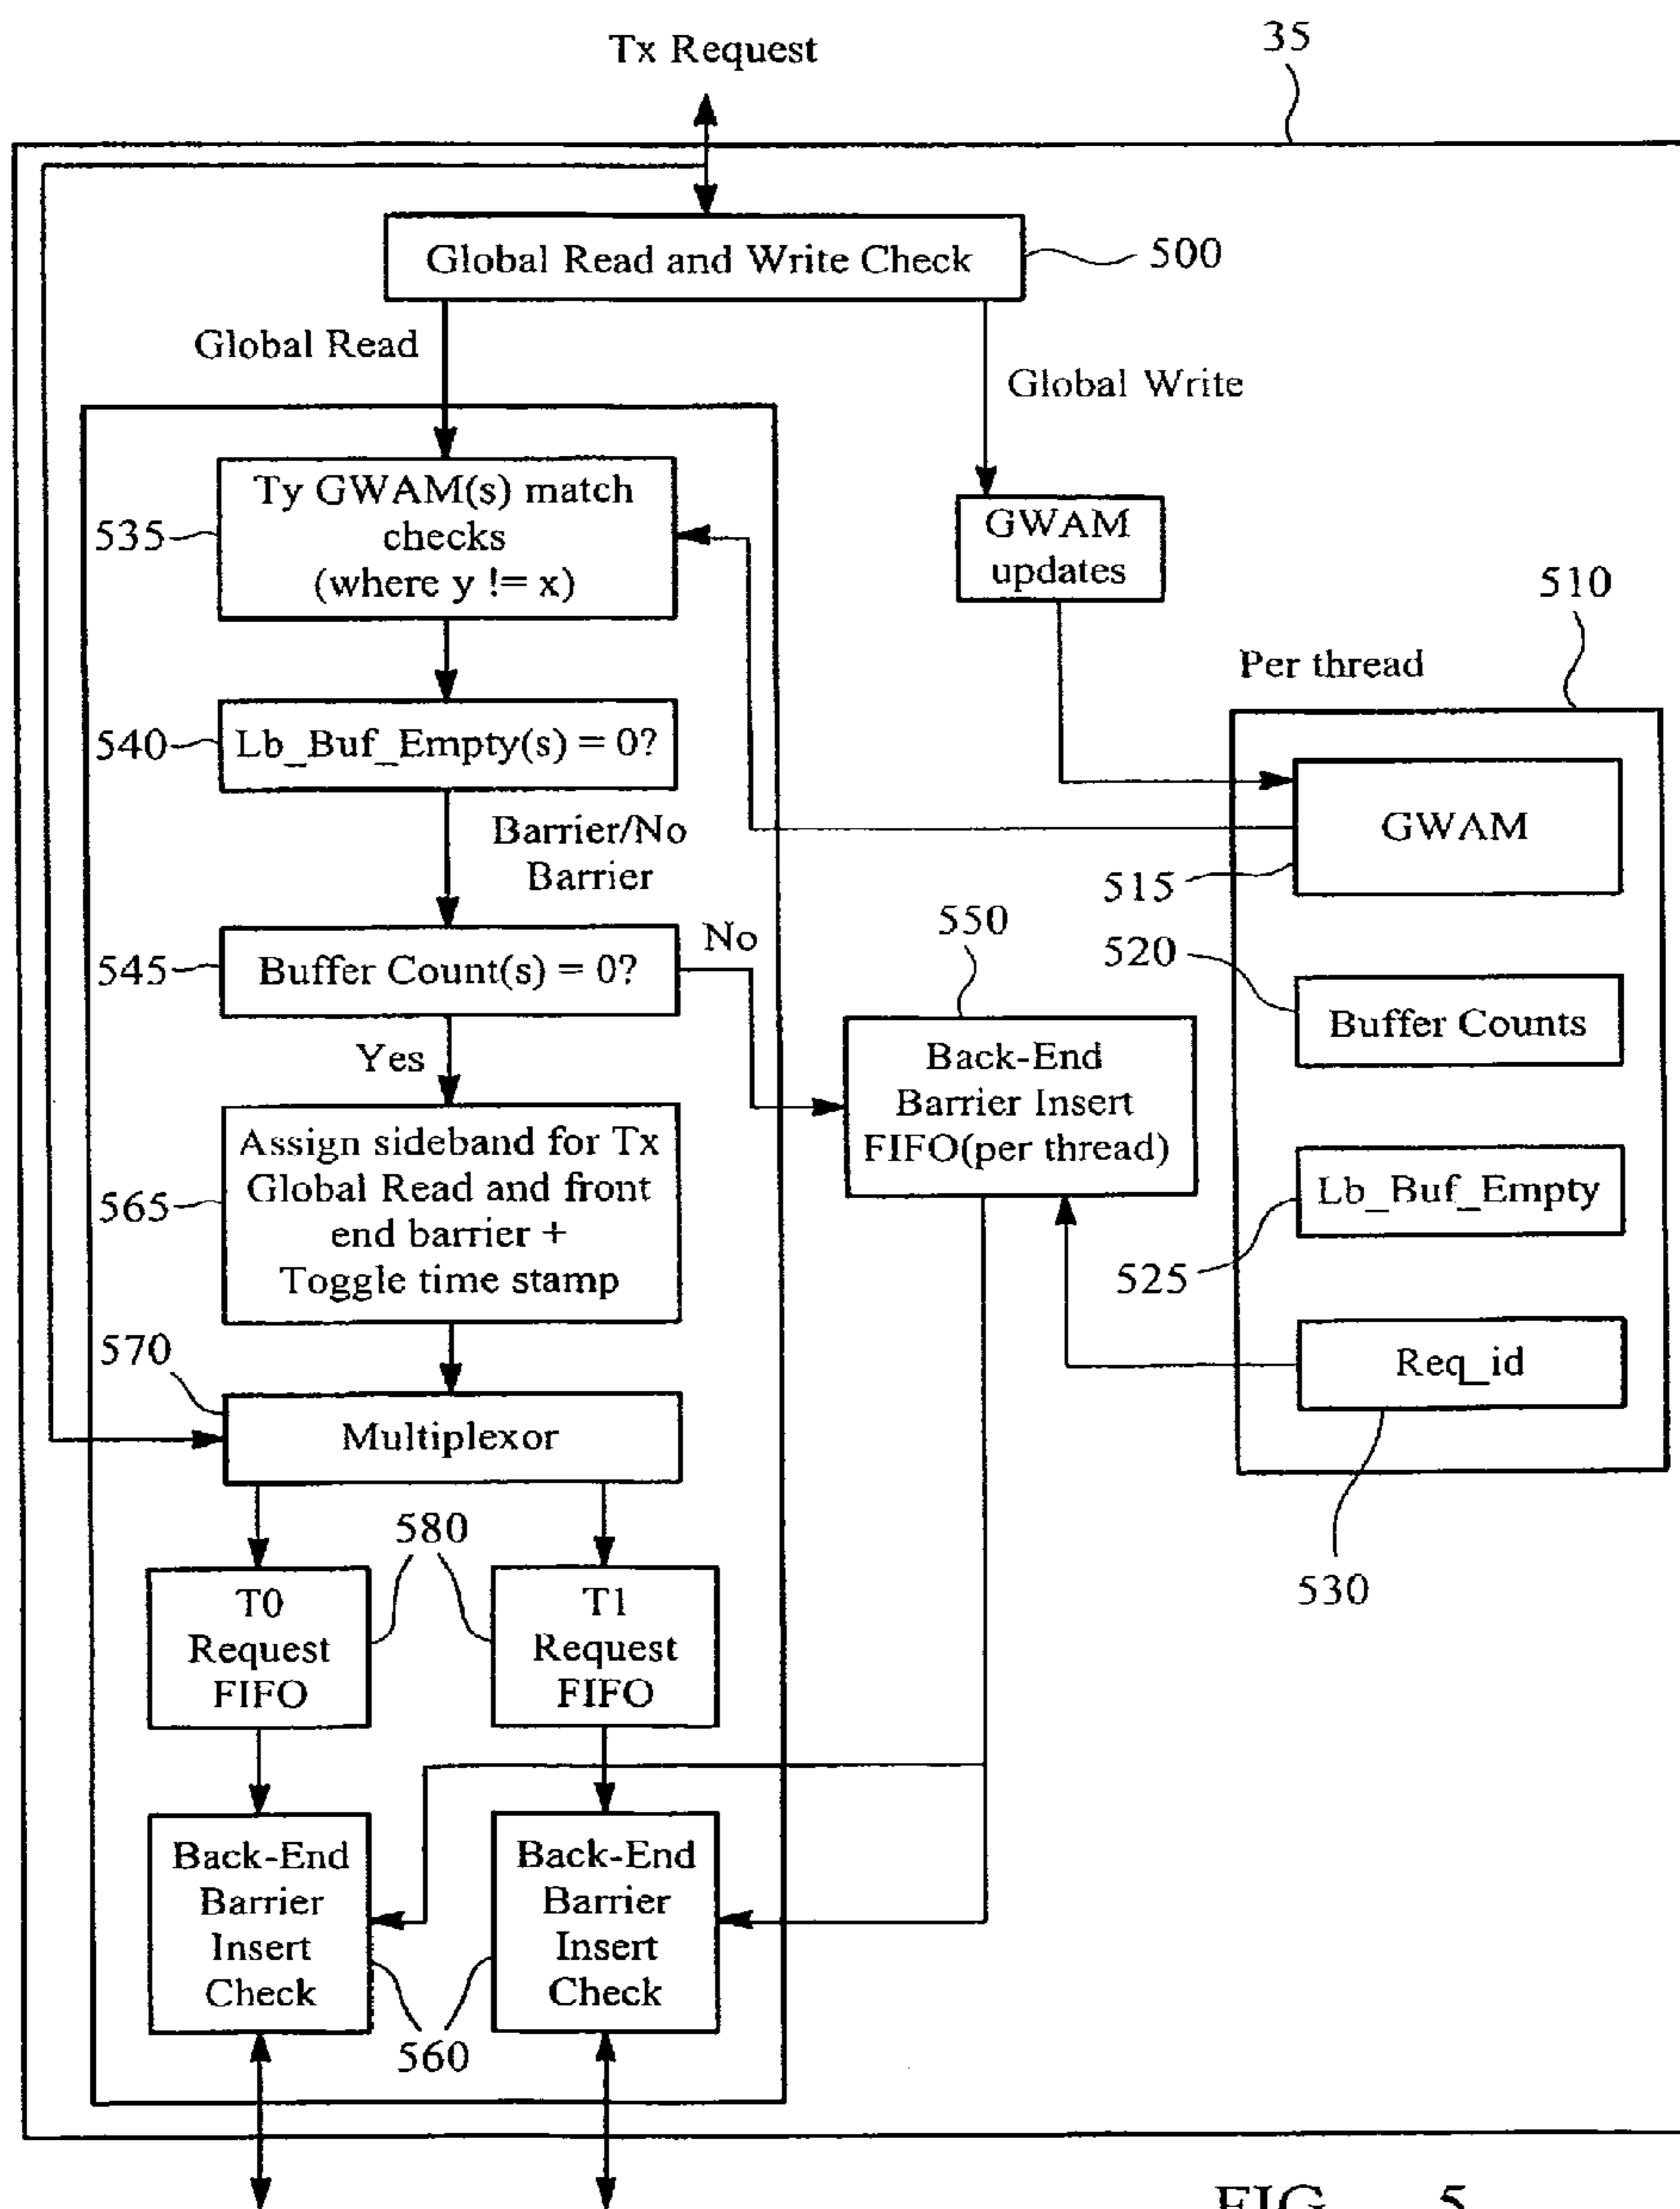 Tx Request
35
Global Read and Write Check
500
Global Read
Global Write
Ty GWAM(s) match
checks
(where y != x)
535
GWAM
updates
510
Per thread
540
Lb_Buf_Empty(s) = 0?
GWAM
515
Barrier/No
Barrier
545
Buffer Count(s) = 0?
No
550
520
Buffer Counts
Yes
Back-End
Barrier Insert
FIFO(per thread)
565
Assign sideband for Tx
Global Read and front
end barrier +
Toggle time stamp
Lb_Buf_Empty
525
Req_id
530
570
Multiplexor
580
T0
Request
FIFO
T1
Request
FIFO
Back-End
Barrier
Insert
Check
Back-End
Barrier
Insert
Check
560
FIG. 5